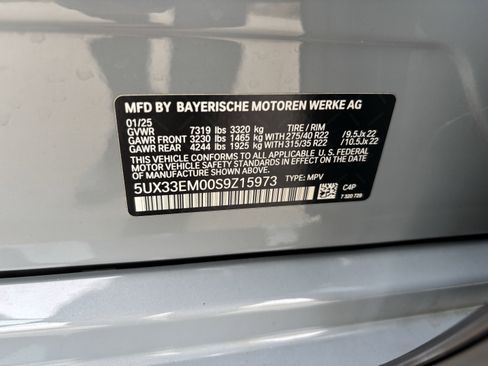 MFD BY BAYERISCHE MOTOREN WERKE AG
01/25
GVWR 7319 lbs 3320 kg TIRE / RIM
GAWR FRONT 3230 lbs 1465 kg 275/40 R22 /9.5Jx22
GAWR REAR 4244 lbs 1925 kg 315/35 R22 /10.5Jx22
THIS VEHICLE CONFORMS TO ALL APPLICABLE U.S. FEDERAL
MOTOR VEHICLE SAFETY STANDARDS IN EFFECT ON THE DATE
OF MANUFACTURE SHOWN ABOVE.
5UX33EM00S9Z15973 TYPE: MPV
C4P
7 320 729